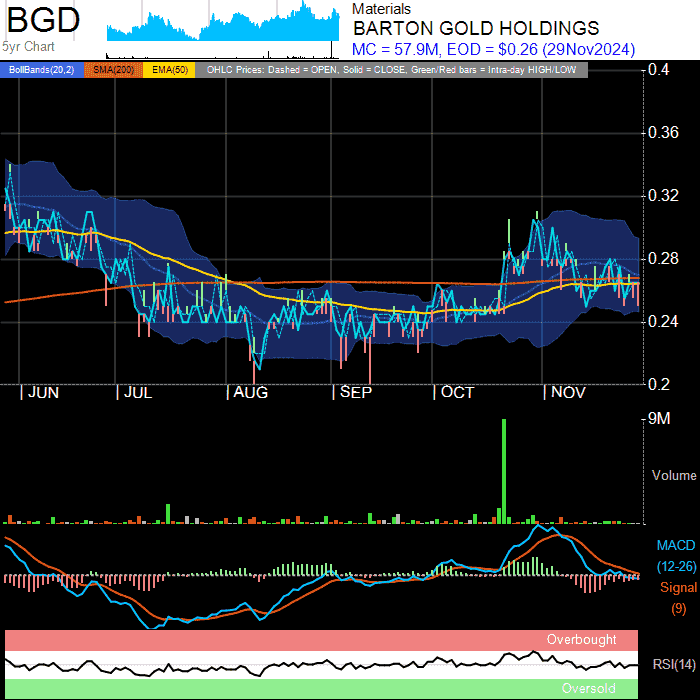 BGD
5yr Chart
Materials
BARTON GOLD HOLDINGS
MC = 57.9M, EOD = $0.26 (29Nov2024)
BollBands(20,2) SMA(200) EMA(50) OHLC Prices: Dashed = OPEN, Solid = CLOSE, Green/Red bars = Intra-day HIGH/LOW
0.4
0.36
0.32
0.28
0.24
0.2
| JUN | JUL | AUG | SEP | OCT | NOV
9M
Volume
MACD
(12-26)
Signal
(9)
Overbought
RSI(14)
Oversold